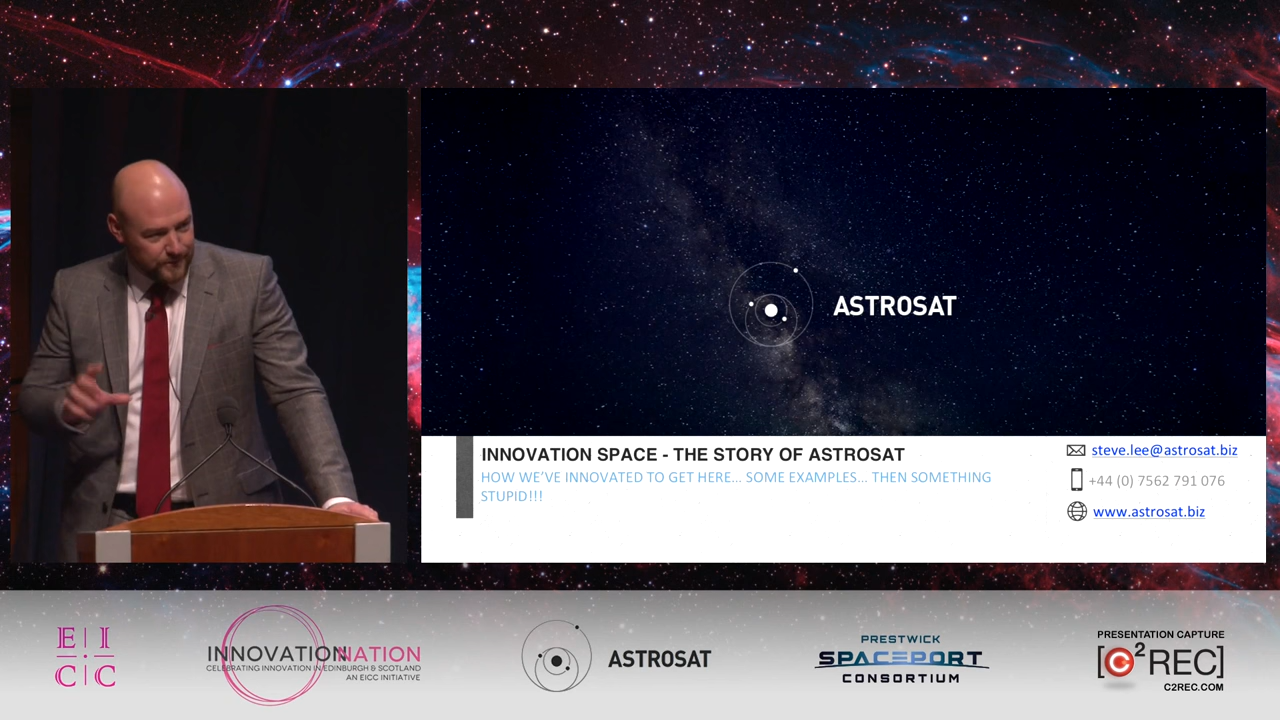 ASTROSAT
INNOVATION SPACE - THE STORY OF ASTROSAT
HOW WE'VE INNOVATED TO GET HERE... SOME EXAMPLES... THEN SOMETHING
STUPID!!!
steve.lee@astrosat.biz
+44 (0) 7562 791 076
www.astrosat.biz
E I
C C
INNOVATIONNATION
CELEBRATING INNOVATION IN EDINBURGH & SCOTLAND
AN EICC INITIATIVE
ASTROSAT
PRESTWICK
SPACEPORT
CONSORTIUM
PRESENTATION CAPTURE
[C²REC]
C2REC.COM